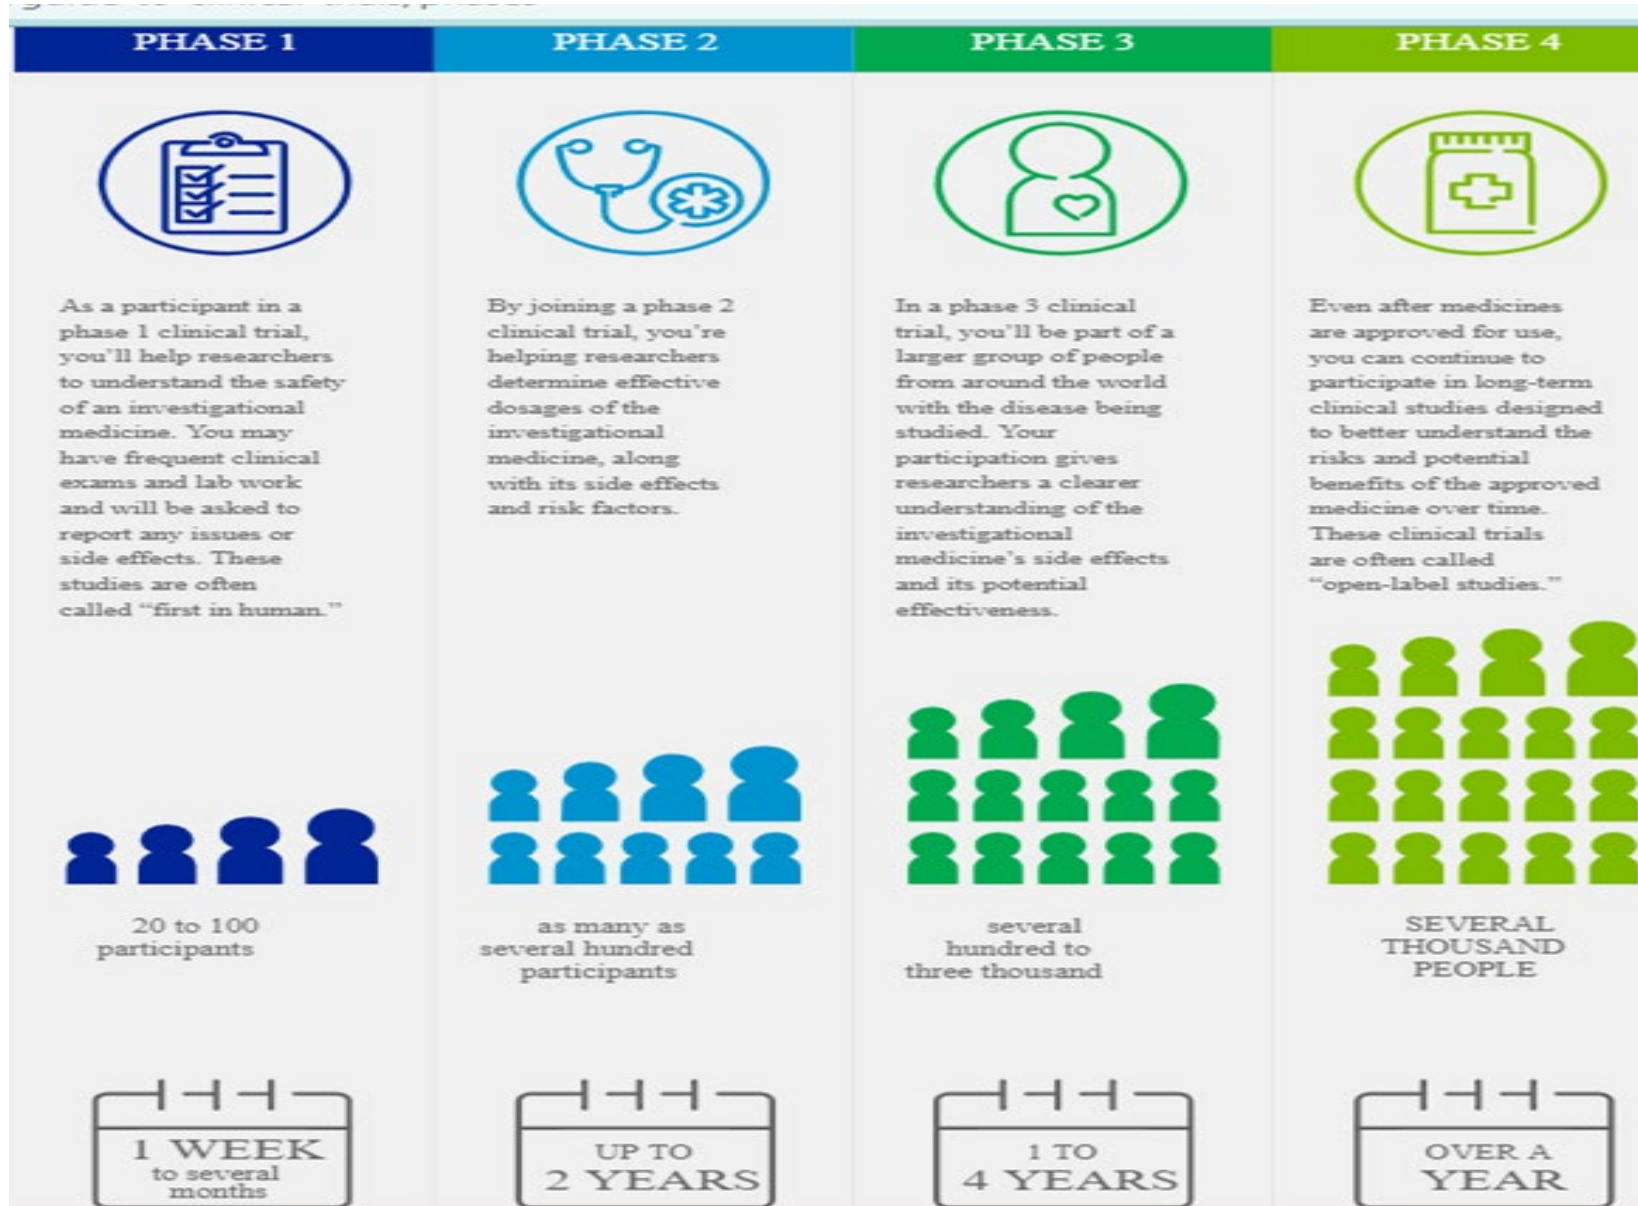 PHASE 1
As a participant in a
phase 1 clinical trial,
you'll help researchers
to understand the safety
of an investigational
medicine. You may
have frequent clinical
exams and lab work
and will be asked to
report any issues or
side effects. These
studies are often
called “first in human.”
20 to 100
participants
1 WEEK
to several
months
PHASE 2
By joining a phase 2
clinical trial, you're
helping researchers
determine effective
dosages of the
investigational
medicine, along
with its side effects
and risk factors.
as many as
several hundred
participants
UP TO
2 YEARS
PHASE 3
In a phase 3 clinical
trial, you'll be part of a
larger group of people
from around the world
with the disease being
studied. Your
participation gives
researchers a clearer
understanding of the
investigational
medicine's side effects
and its potential
effectiveness.
several
hundred to
three thousand
1 TO
4 YEARS
PHASE 4
Even after medicines
are approved for use,
you can continue to
participate in long-term
clinical studies designed
to better understand the
risks and potential
benefits of the approved
medicine over time.
These clinical trials
are often called
“open-label studies.”
SEVERAL
THOUSAND
PEOPLE
OVER A
YEAR